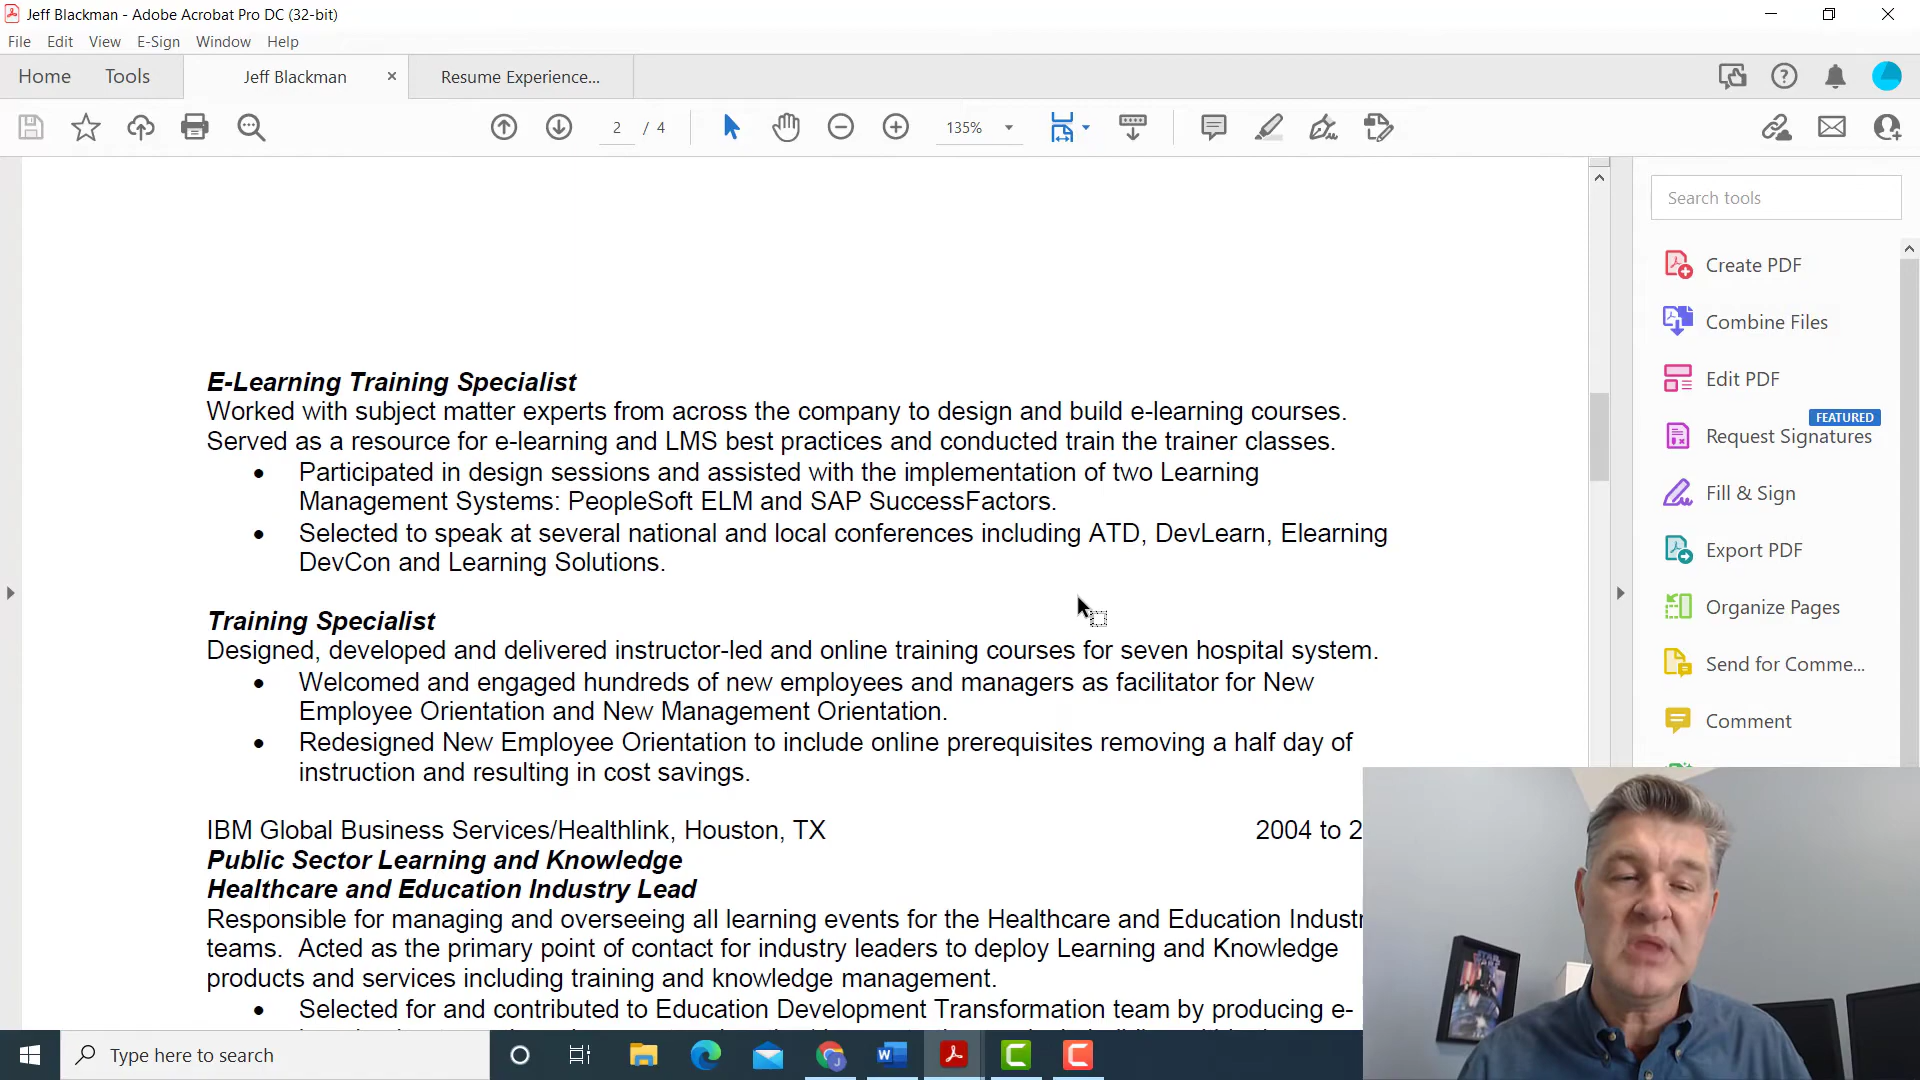 Jeff Blackman - Adobe Acrobat Pro DC (32-bit)
File Edit View E-Sign Window Help
Home Tools Jeff Blackman Resume Experience...
2 / 4 135%
Search tools
Create PDF
Combine Files
Edit PDF
FEATURED
Request Signatures
Fill & Sign
Export PDF
Organize Pages
Send for Comme...
Comment
E-Learning Training Specialist
Worked with subject matter experts from across the company to design and build e-learning courses.
Served as a resource for e-learning and LMS best practices and conducted train the trainer classes.
• Participated in design sessions and assisted with the implementation of two Learning
Management Systems: PeopleSoft ELM and SAP SuccessFactors.
• Selected to speak at several national and local conferences including ATD, DevLearn, Elearning
DevCon and Learning Solutions.
Training Specialist
Designed, developed and delivered instructor-led and online training courses for seven hospital system.
• Welcomed and engaged hundreds of new employees and managers as facilitator for New
Employee Orientation and New Management Orientation.
• Redesigned New Employee Orientation to include online prerequisites removing a half day of
instruction and resulting in cost savings.
IBM Global Business Services/Healthlink, Houston, TX 2004 to 2
Public Sector Learning and Knowledge
Healthcare and Education Industry Lead
Responsible for managing and overseeing all learning events for the Healthcare and Education Industr
teams. Acted as the primary point of contact for industry leaders to deploy Learning and Knowledge
products and services including training and knowledge management.
• Selected for and contributed to Education Development Transformation team by producing e-
Type here to search